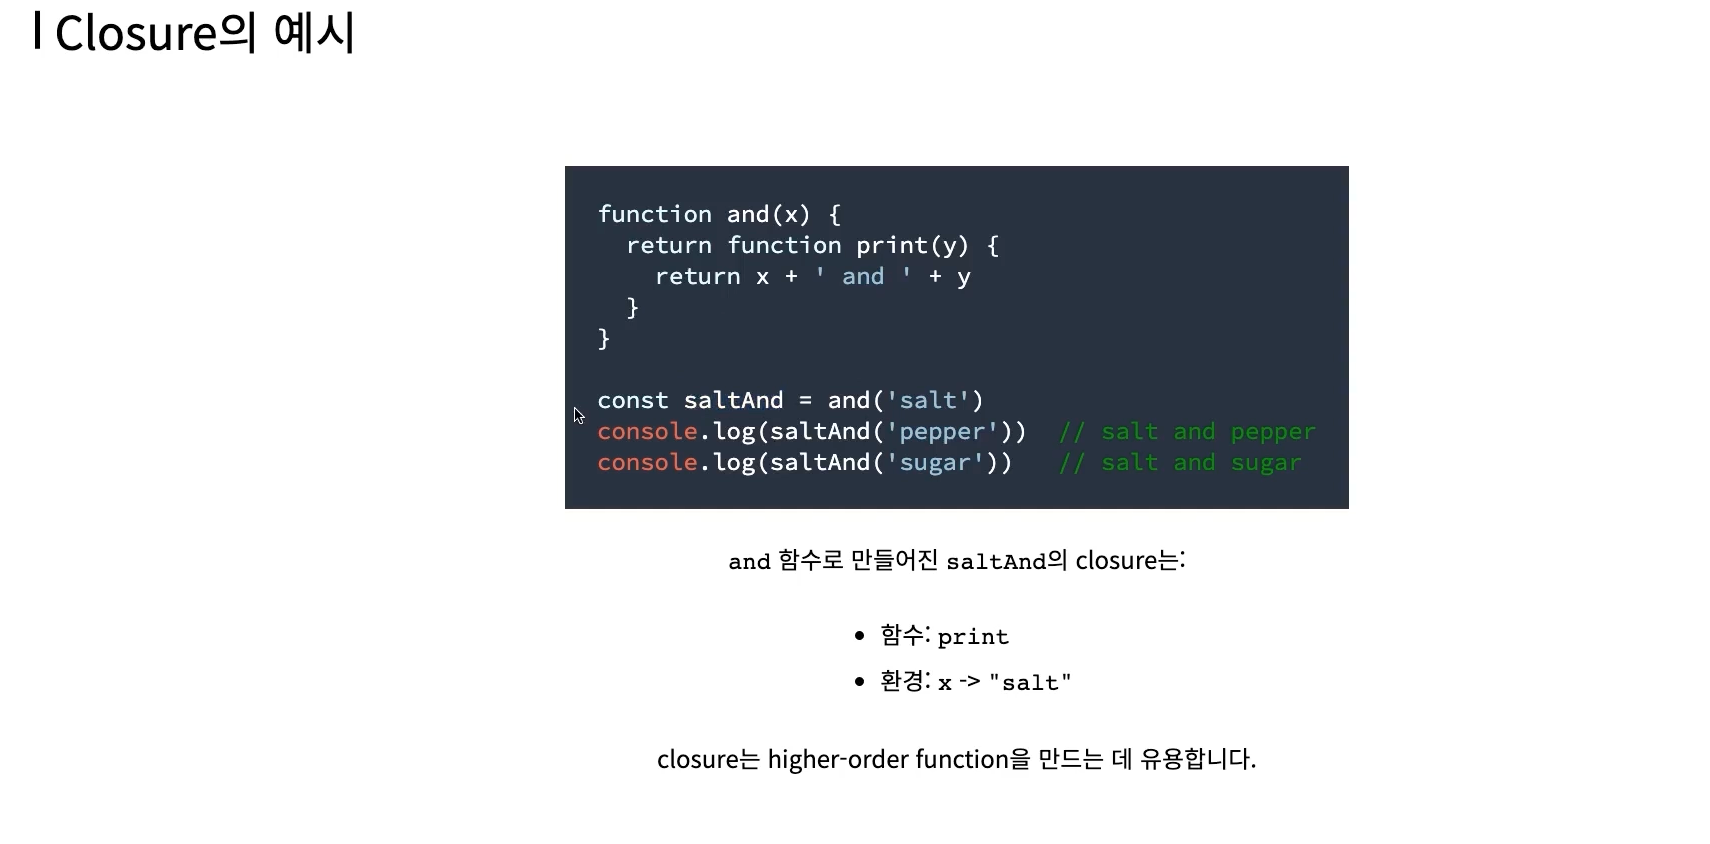 Closure의 예시
function and(x) {
  return function print(y) {
    return x + ' and ' + y
  }
}
const saltAnd = and('salt')
console.log(saltAnd('pepper'))  // salt and pepper
console.log(saltAnd('sugar'))   // salt and sugar
and 함수로 만들어진 saltAnd의 closure는:
• 함수: print
• 환경: x -> "salt"
closure는 higher-order function을 만드는 데 유용합니다.